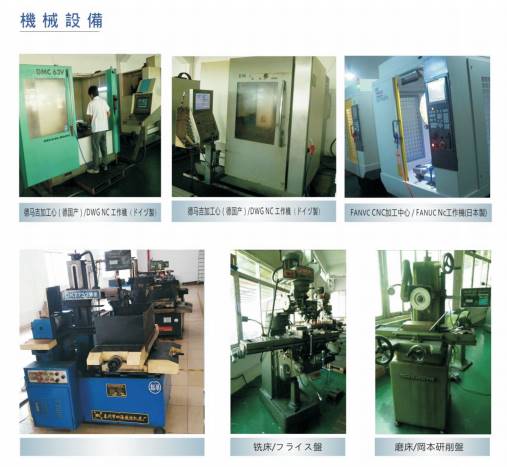 機械設備
DMC 63V
德马吉加工心(德国产)/DWG NC工作機(ドイツ製)
德马吉加工心(德国产)/DWG NC工作機(ドイツ製)
FANVC CNC加工中心 / FANUC Nc工作機(日本製)
铣床/フライス盤
磨床/岡本研削盤